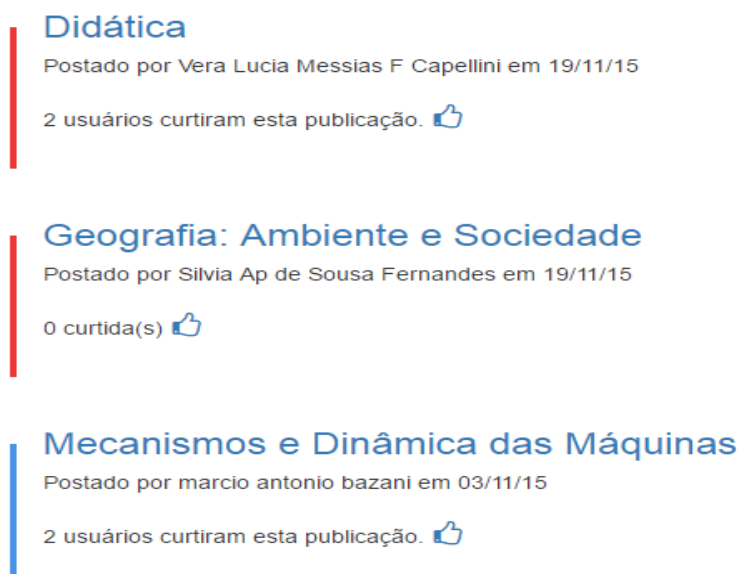 Didática
Postado por Vera Lucia Messias F Capellini em 19/11/15
2 usuários curtiram esta publicação.
Geografia: Ambiente e Sociedade
Postado por Silvia Ap de Sousa Fernandes em 19/11/15
0 curtida(s)
Mecanismos e Dinâmica das Máquinas
Postado por marcio antonio bazani em 03/11/15
2 usuários curtiram esta publicação.